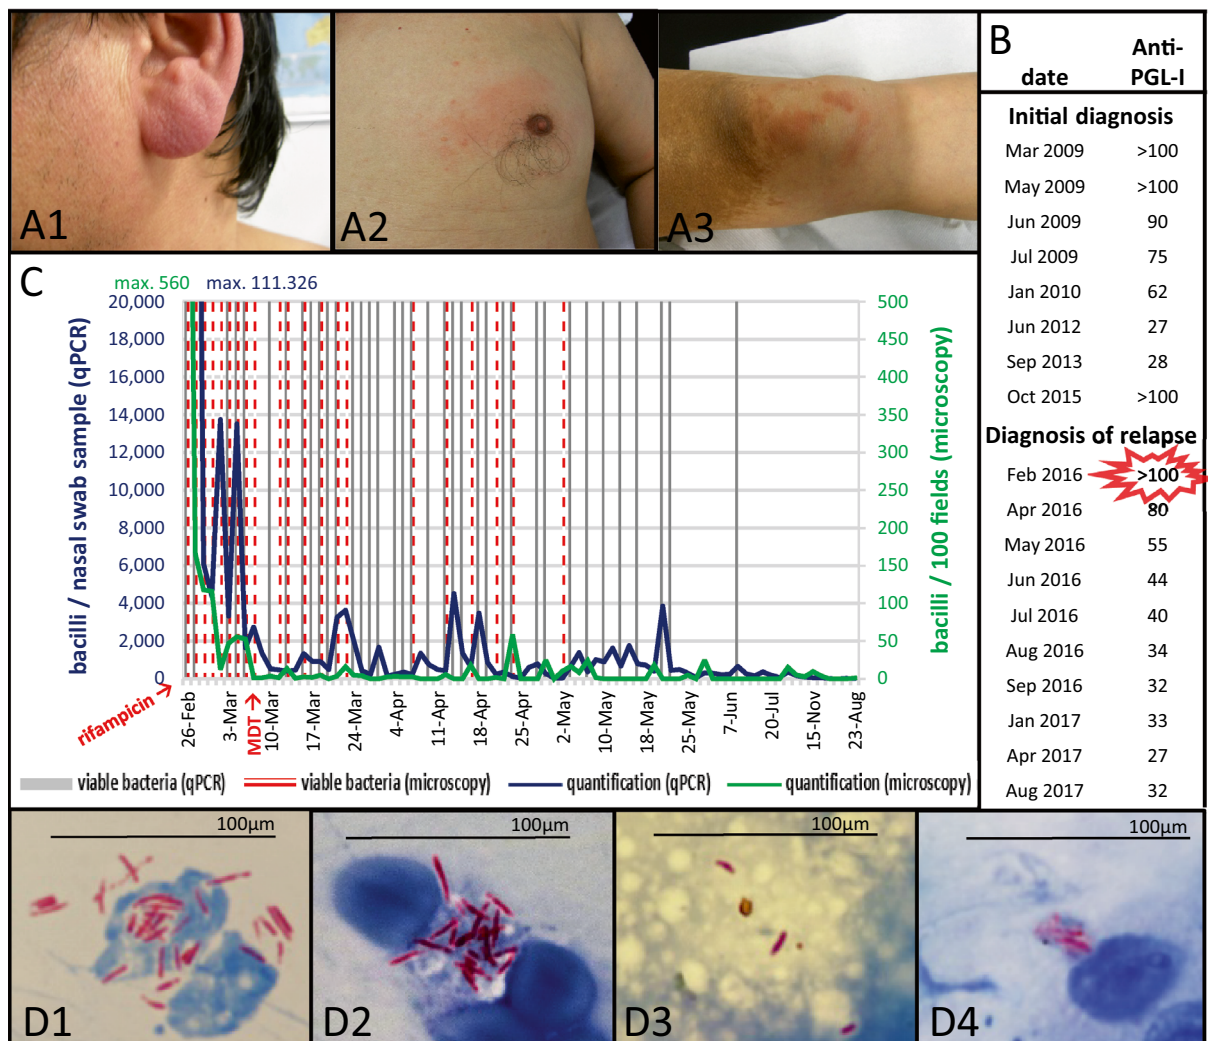 A1
A2
A3
B
date
Anti-
PGL-I
Initial diagnosis
Mar 2009 >100
May 2009 >100
Jun 2009 90
Jul 2009 75
Jan 2010 62
Jun 2012 27
Sep 2013 28
Oct 2015 >100
Diagnosis of relapse
Feb 2016 >100
Apr 2016 80
May 2016 55
Jun 2016 44
Jul 2016 40
Aug 2016 34
Sep 2016 32
Jan 2017 33
Apr 2017 27
Aug 2017 32
C
max. 560 max. 111.326
bacilli / nasal swab sample (qPCR)
20,000
18,000
16,000
14,000
12,000
10,000
8,000
6,000
4,000
2,000
0
500
450
400
350
300
250
200
150
100
50
0
bacilli / 100 fields (microscopy)
rifampicin →
MDT →
26-Feb
3-Mar
10-Mar
17-Mar
24-Mar
4-Apr
11-Apr
18-Apr
25-Apr
2-May
10-May
18-May
25-May
7-Jun
20-Jul
15-Nov
23-Aug
viable bacteria (qPCR) viable bacteria (microscopy) quantification (qPCR) quantification (microscopy)
100µm
D1
100µm
D2
100µm
D3
100µm
D4